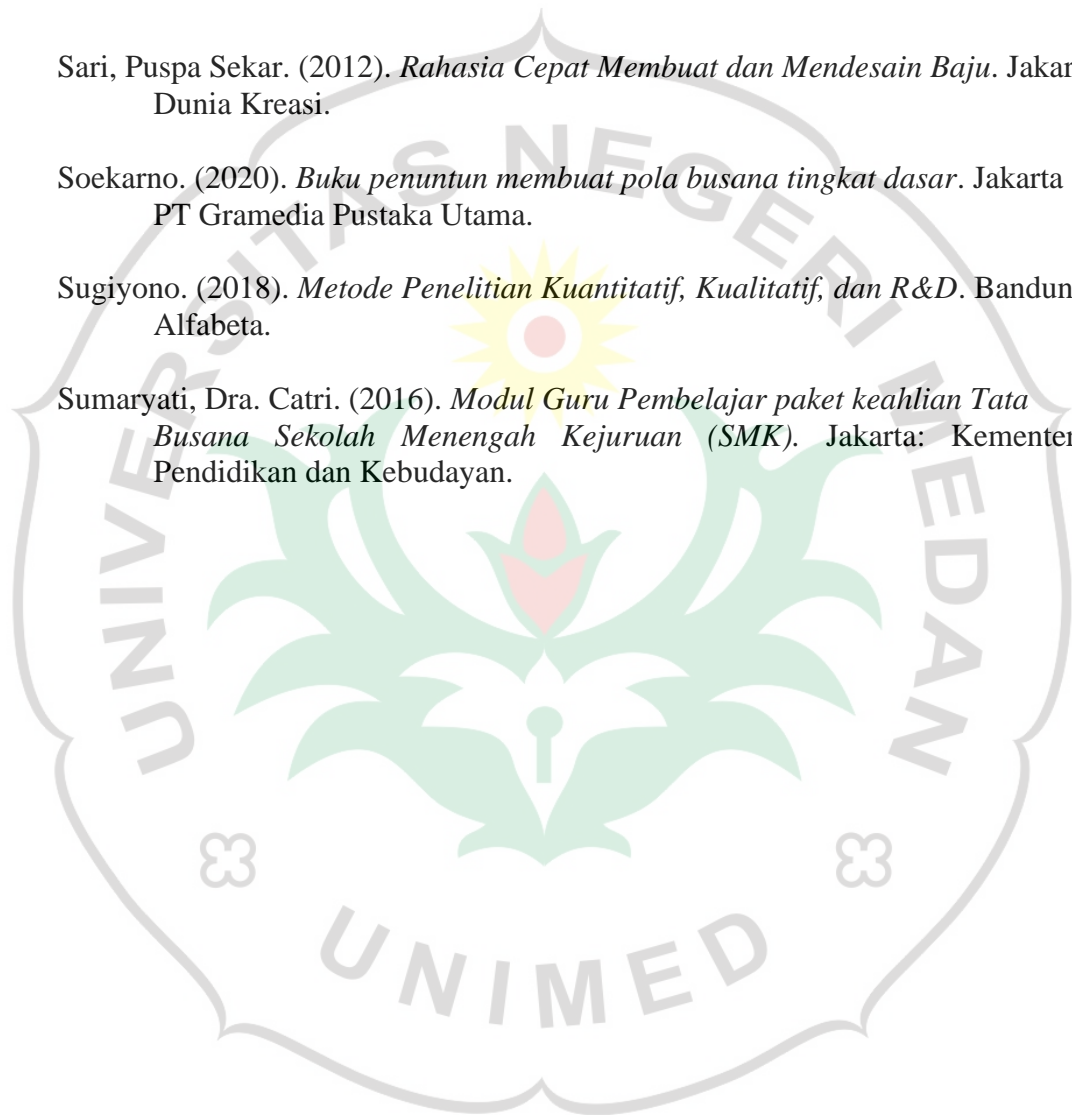 Sari, Puspa Sekar. (2012). Rahasia Cepat Membuat dan Mendesain Baju. Jakar
Dunia Kreasi.
Soekarno. (2020). Buku penuntun membuat pola busana tingkat dasar. Jakarta
PT Gramedia Pustaka Utama.
Sugiyono. (2018). Metode Penelitian Kuantitatif, Kualitatif, dan R&D. Bandun
Alfabeta.
Sumaryati, Dra. Catri. (2016). Modul Guru Pembelajar paket keahlian Tata
Busana Sekolah Menengah Kejuruan (SMK). Jakarta: Kementer
Pendidikan dan Kebudayan.
UNIVERSITAS NEGERI MEDAN
UNIMED